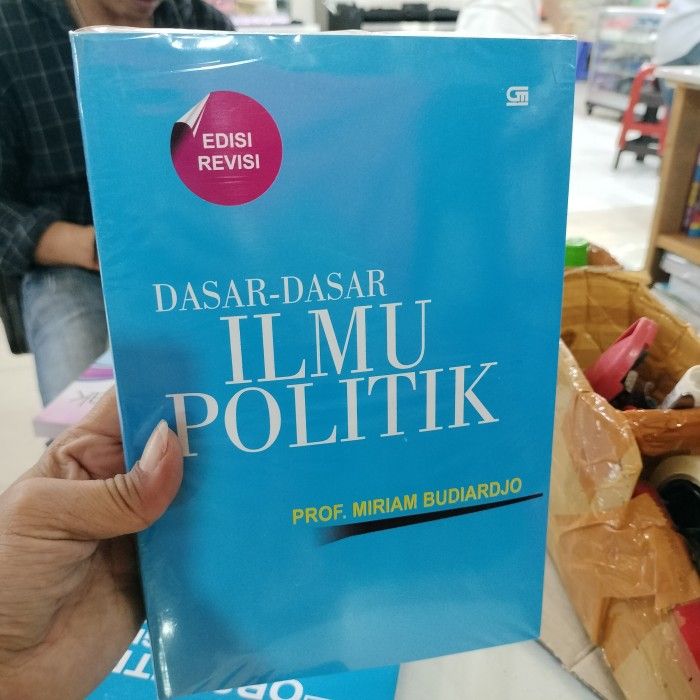 EDISI
REVISI
DASAR-DASAR
ILMU
POLITIK
PROF. MIRIAM BUDIARDJO